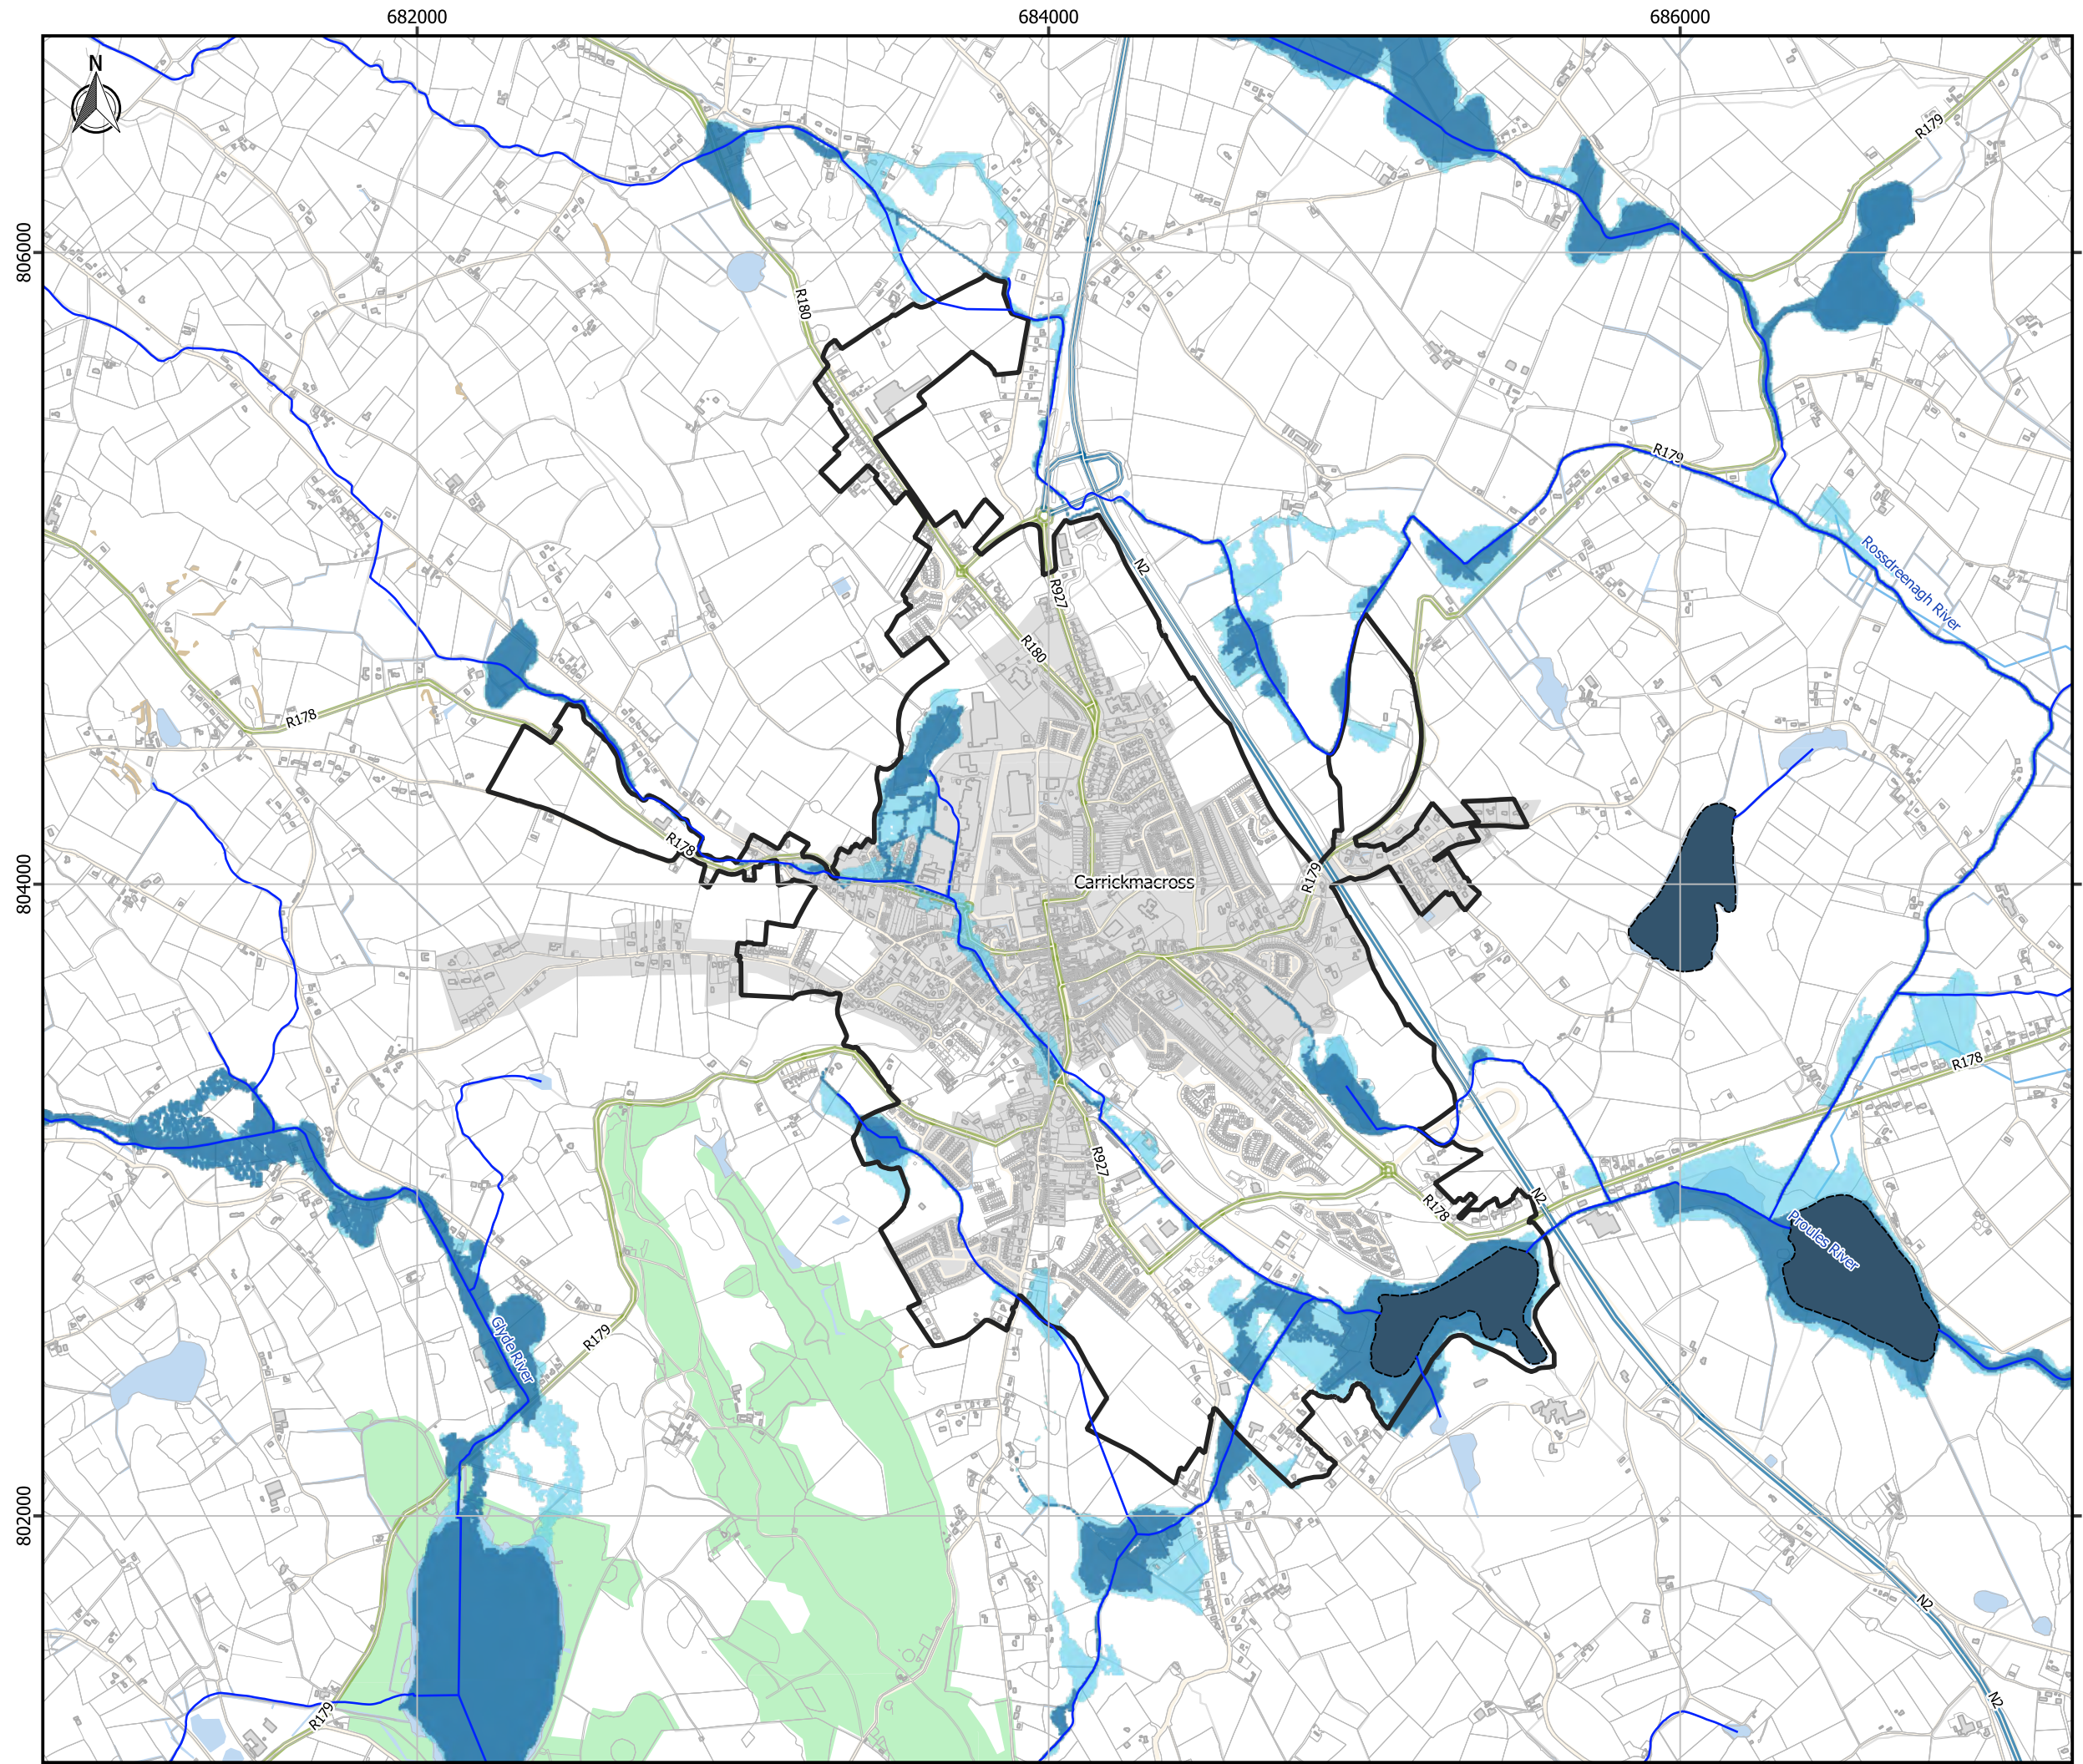 682000
684000
686000
N
R179
806000
R180
R179
Rossdreenagh River
N2
R927
R180
R178
R178
804000
Carrickmacross
R179
R178
R927
N2
R178
Proules River
Glyde River
R179
802000
N2
R179
N2